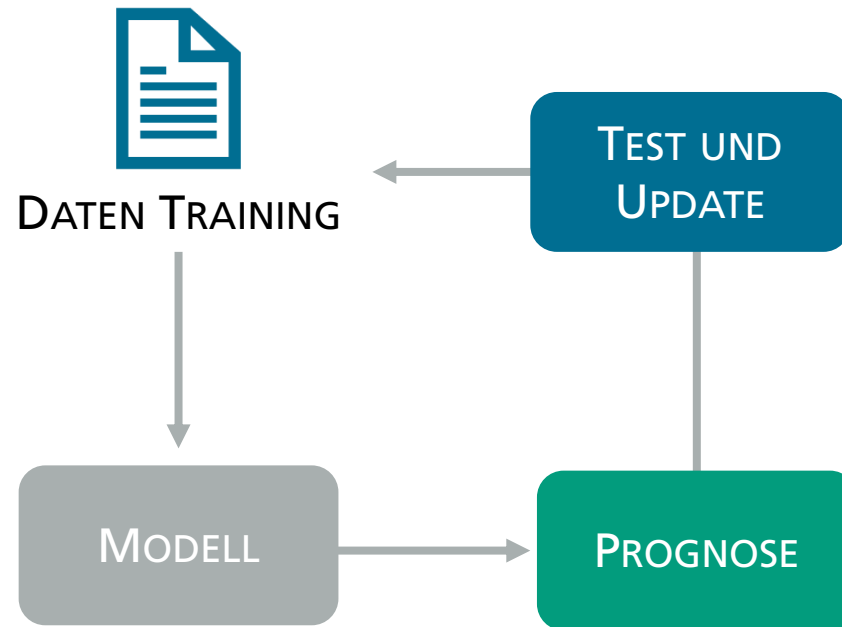 DATEN TRAINING
TEST UND
UPDATE
MODELL
PROGNOSE